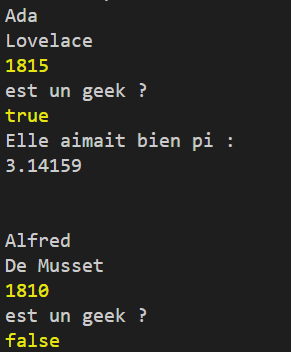 Ada
Lovelace
1815
est un geek ?
true
Elle aimait bien pi :
3.14159
Alfred
De Musset
1810
est un geek ?
false